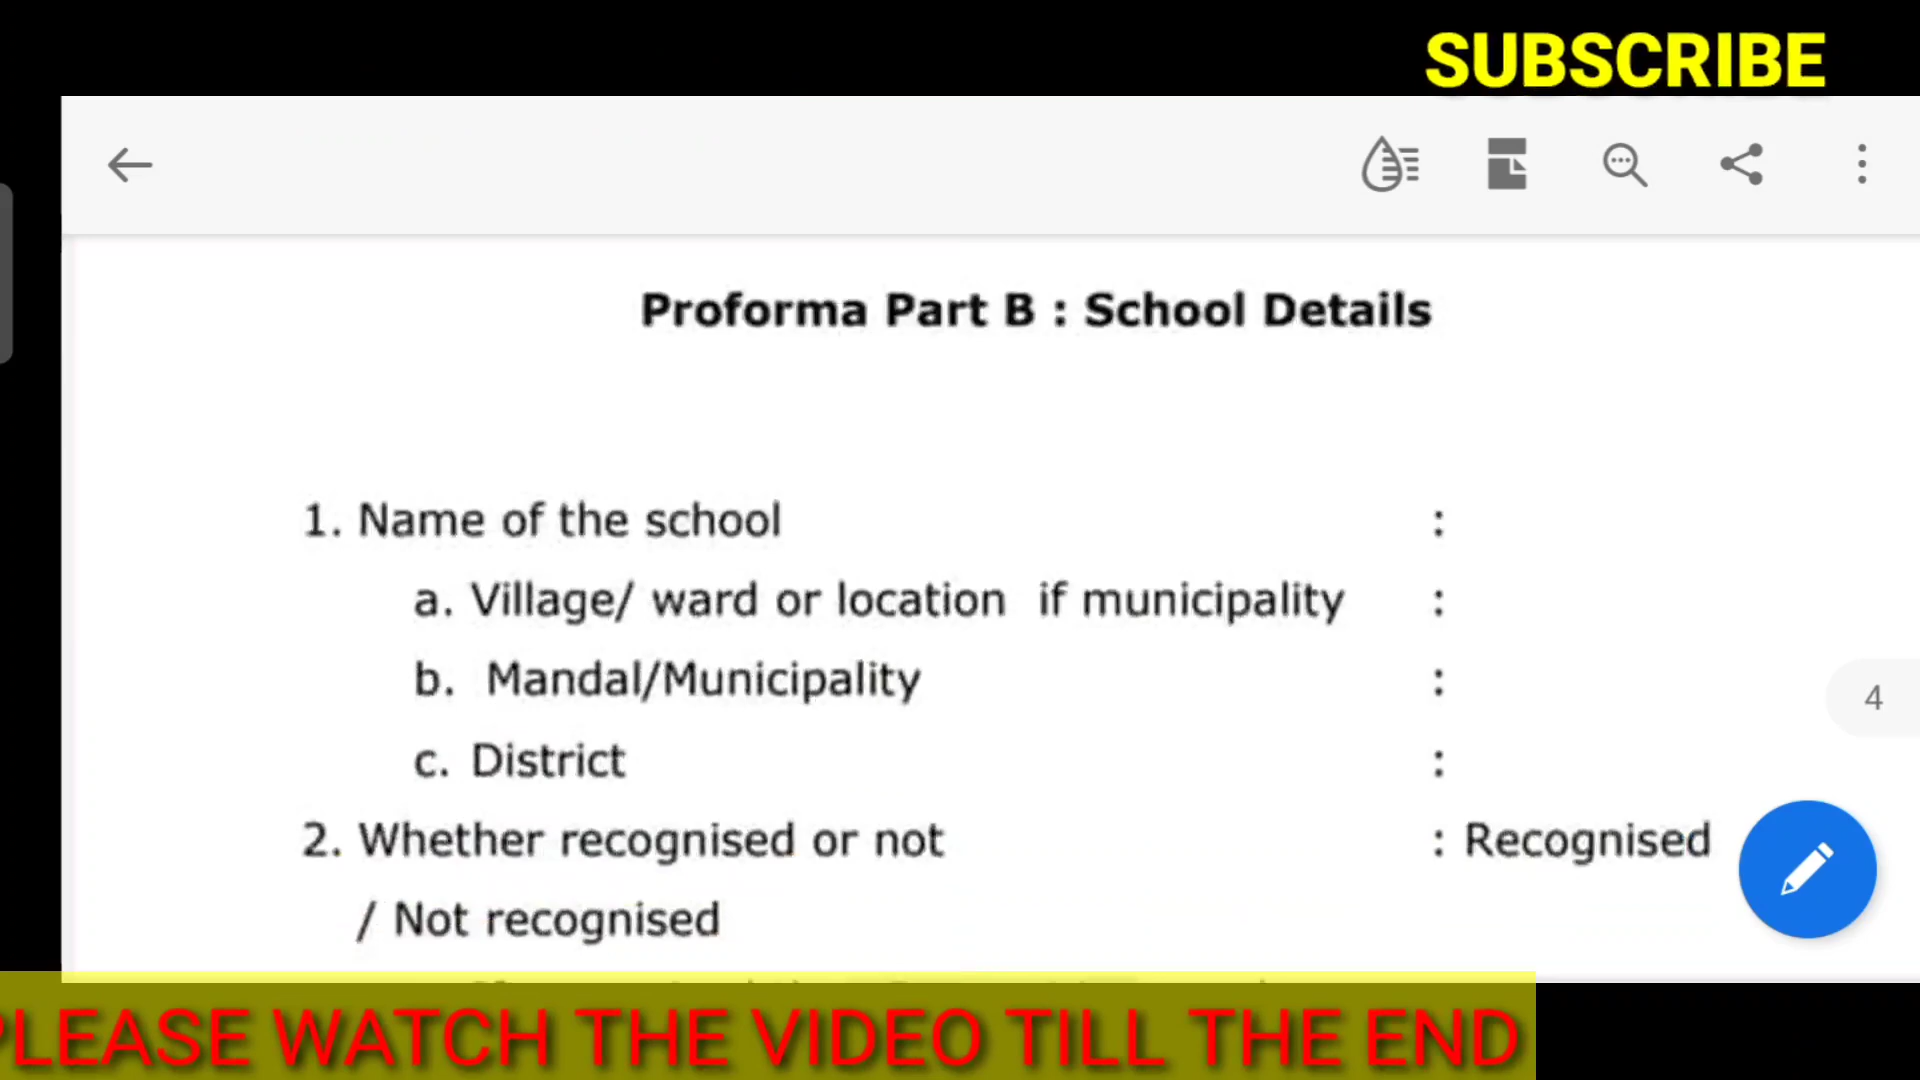 SUBSCRIBE
Proforma Part B : School Details
1. Name of the school :
a. Village/ ward or location if municipality :
b. Mandal/Municipality :
c. District :
4
2. Whether recognised or not : Recognised
/ Not recognised
PLEASE WATCH THE VIDEO TILL THE END